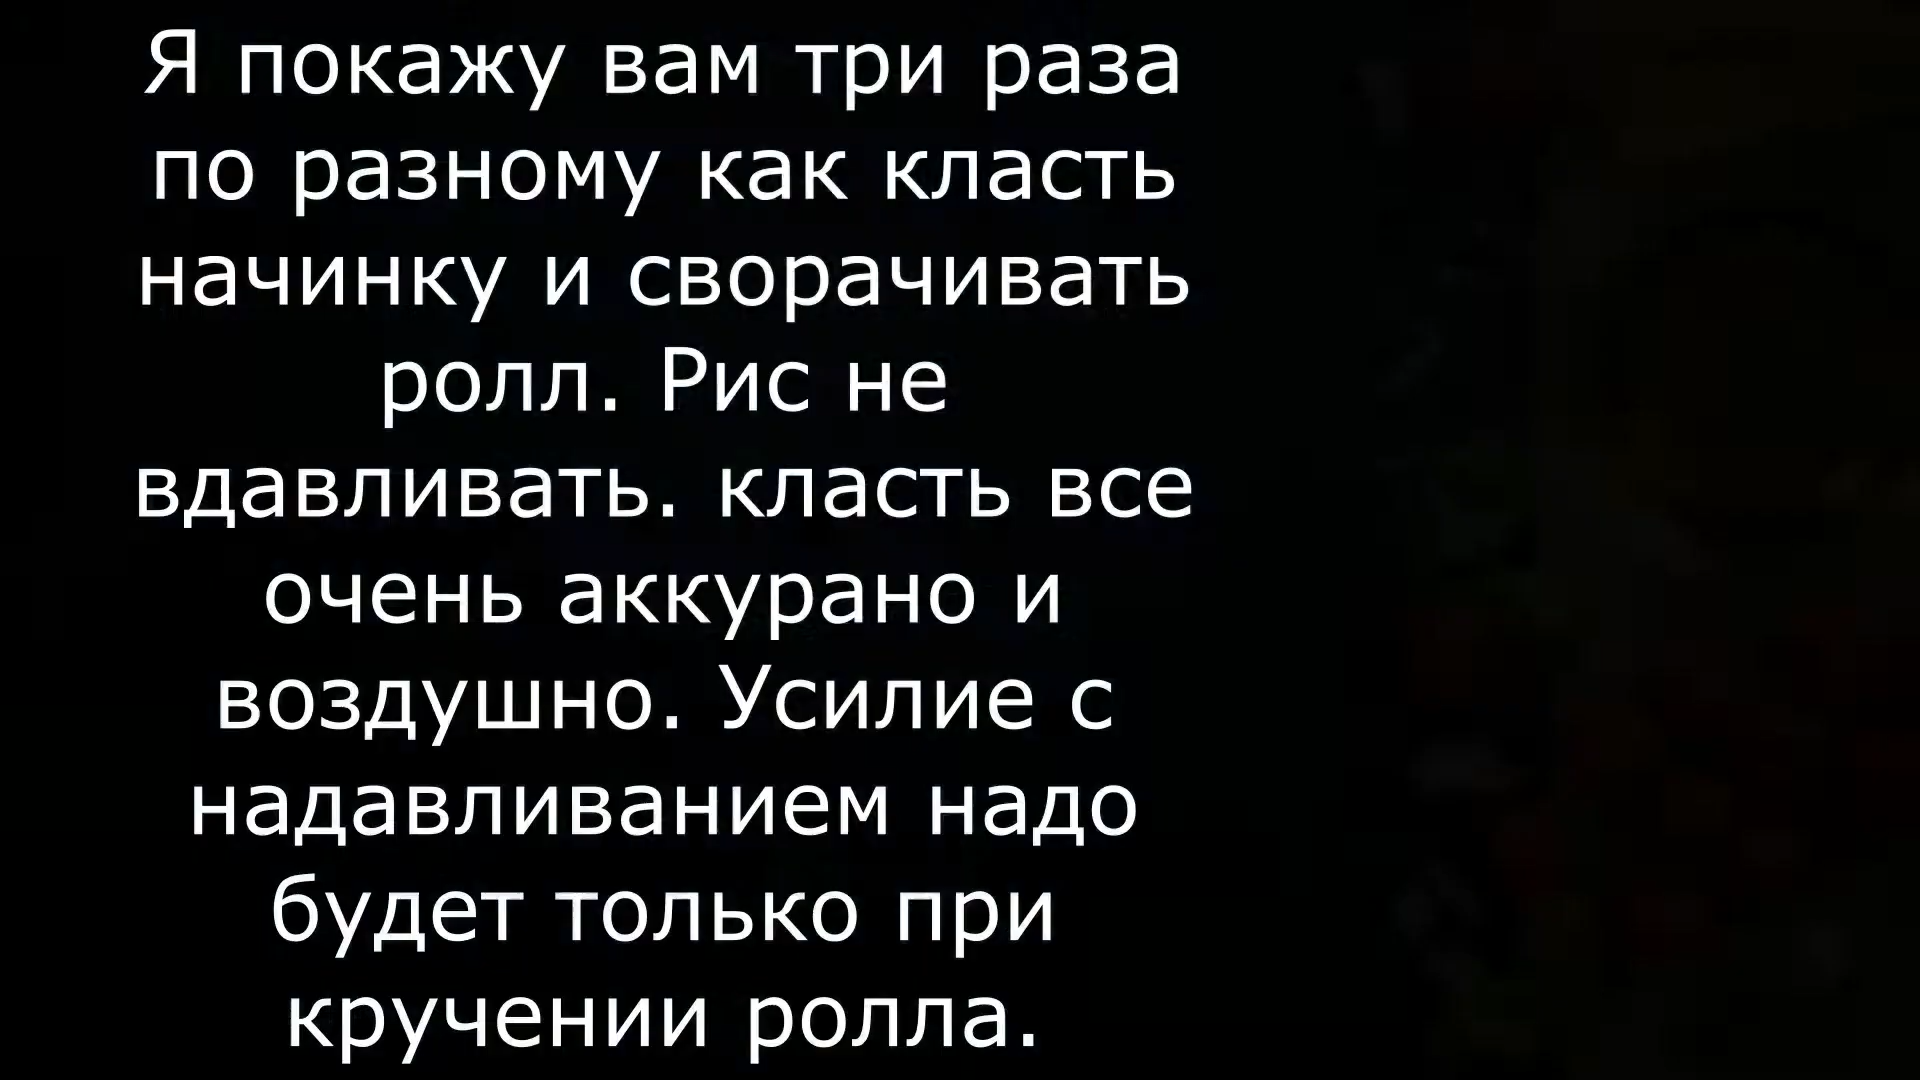 Я покажу вам три раза
по разному как класть
начинку и сворачивать
ролл. Рис не
вдавливать. класть все
очень аккурано и
воздушно. Усилие с
надавливанием надо
будет только при
кручении ролла.